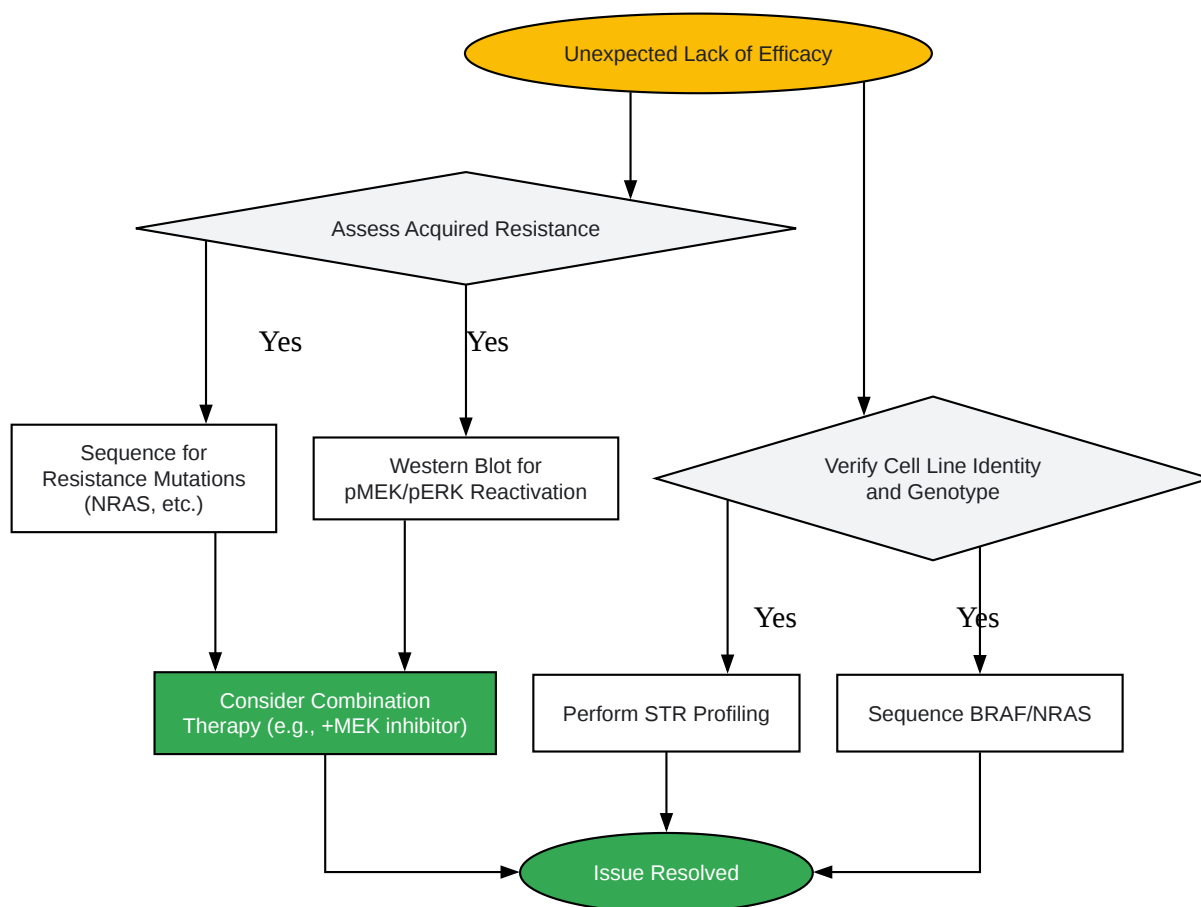 Unexpected Lack of Efficacy
Assess Acquired Resistance
Yes
Yes
Sequence for
Resistance Mutations
(NRAS, etc.)
Western Blot for
pMEK/pERK Reactivation
Verify Cell Line Identity
and Genotype
Yes
Yes
Consider Combination
Therapy (e.g., +MEK inhibitor)
Perform STR Profiling
Sequence BRAF/NRAS
Issue Resolved